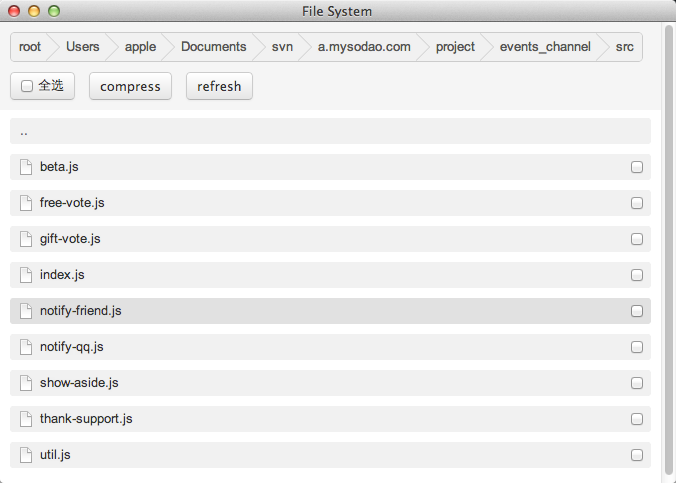 File System
root Users apple Documents svn a.mysodao.com project events_channel src
全选 compress refresh
..
beta.js
free-vote.js
gift-vote.js
index.js
notify-friend.js
notify-qq.js
show-aside.js
thank-support.js
util.js